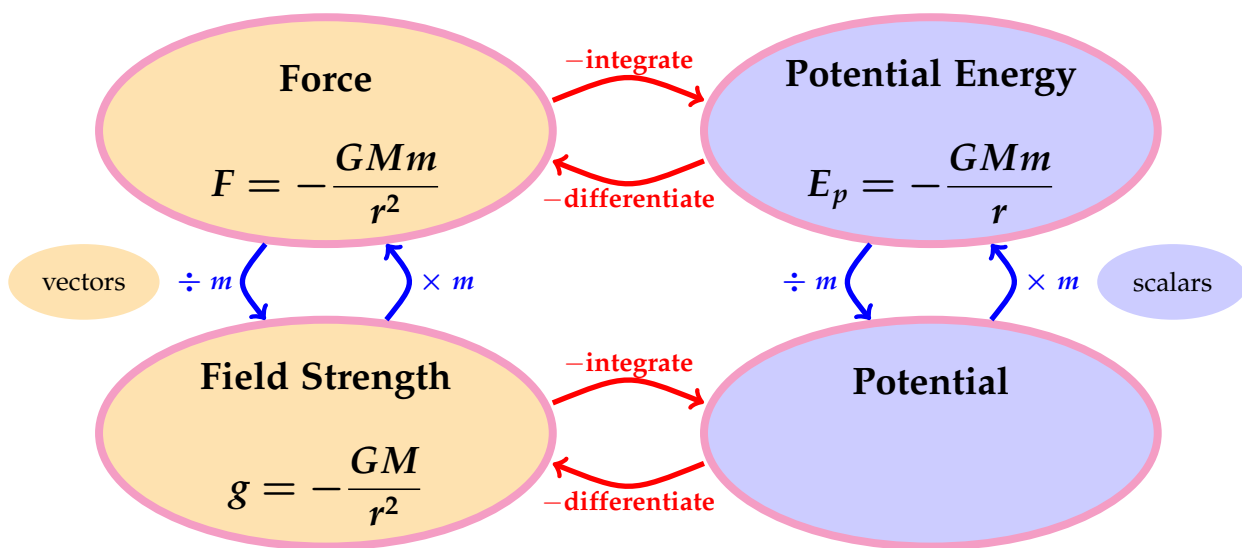 −integrate
Force
Potential Energy
F = −GMm/r²
E_p = −GMm/r
−differentiate
vectors
÷ m
× m
÷ m
× m
scalars
−integrate
Field Strength
Potential
g = −GM/r²
−differentiate